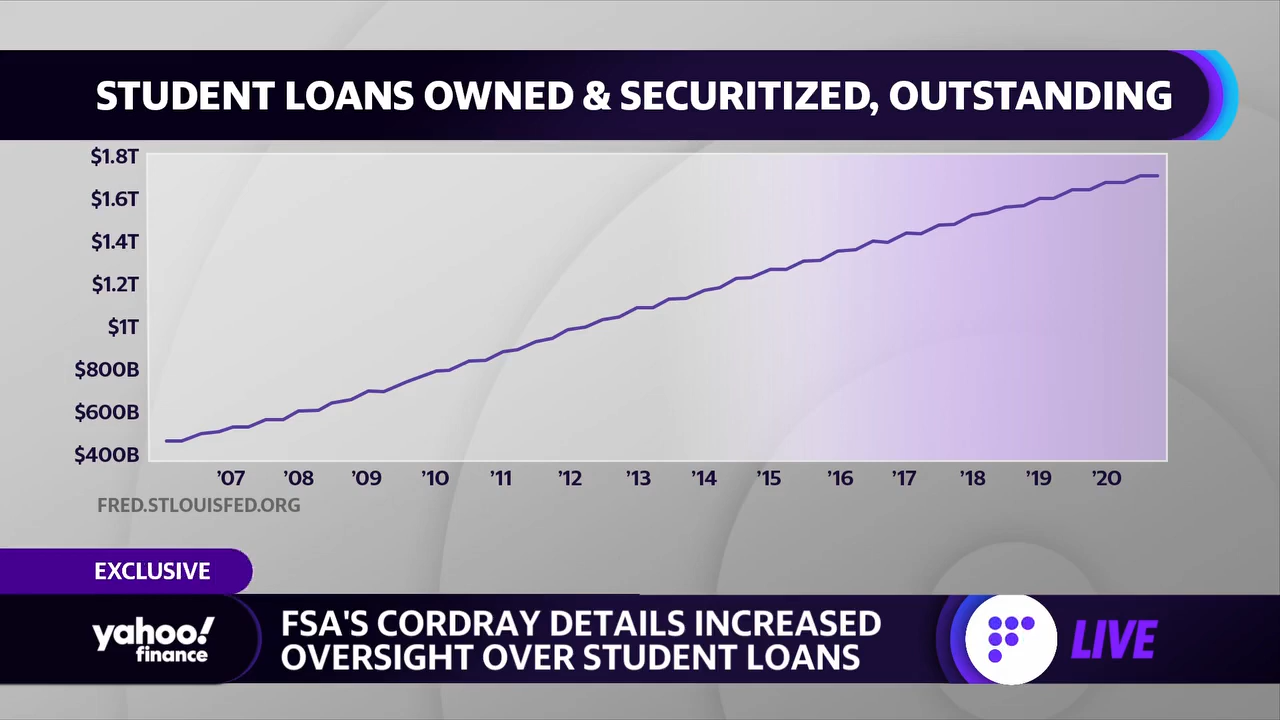 STUDENT LOANS OWNED & SECURITIZED, OUTSTANDING
$1.8T
$1.6T
$1.4T
$1.2T
$1T
$800B
$600B
$400B
’07 ’08 ’09 ’10 ’11 ’12 ’13 ’14 ’15 ’16 ’17 ’18 ’19 ’20
FRED.STLOUISFED.ORG
EXCLUSIVE
yahoo!
finance
FSA'S CORDRAY DETAILS INCREASED
OVERSIGHT OVER STUDENT LOANS
LIVE